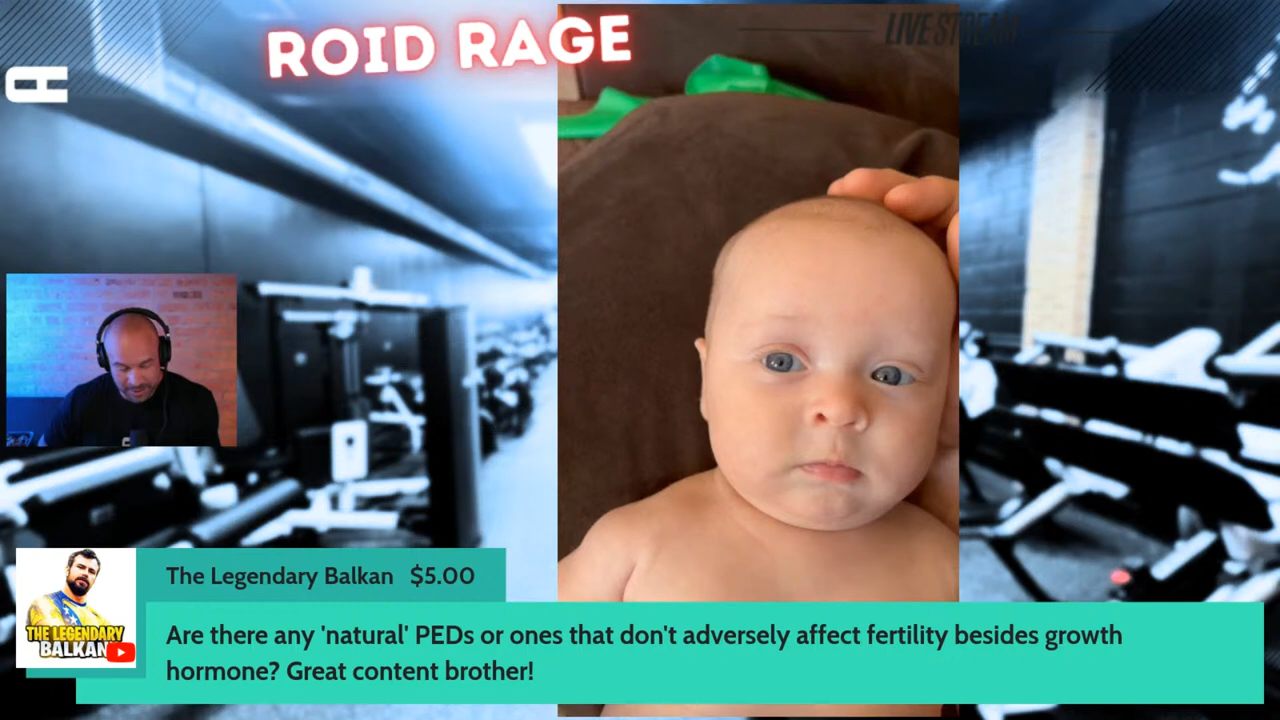 ROID RAGE
LIVE STREAM
A
The Legendary Balkan $5.00
THE LEGENDARY
BALKAN
Are there any 'natural' PEDs or ones that don't adversely affect fertility besides growth
hormone? Great content brother!